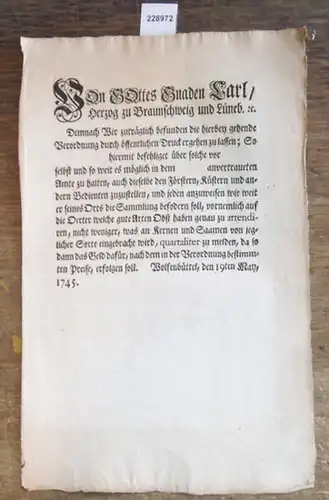 228972
Von GOttes Gnaden Carl,
Herzog zu Braunschweig und Lüneb. ꝛc.
Demnach Wir zuträglich befunden die hierbey gehende
Verordnung durch öffentlichen Druck ergehen zu lassen; So
hiermit befehliget über solche vor
selbst und so weit es möglich in dem anvertraueten
Amte zu halten, auch dieselbe den Förstern, Küstern und an-
dern Bedienten zuzustellen, und jeden anzuweisen wie weit
er seines Orts die Sammlung befodern soll, vornemlich auf
die Oerter welche gute Arten Obst haben genau zu attendi-
ren, nicht weniger, was an Kernen und Saamen von jeg-
licher Sorte eingebracht wird, quartaliter zu melden, da so
dann das Geld dafür, nach dem in der Verordnung bestimm-
ten Preise, erfolgen soll. Wolfenbüttel, den 19ten May,
1745.